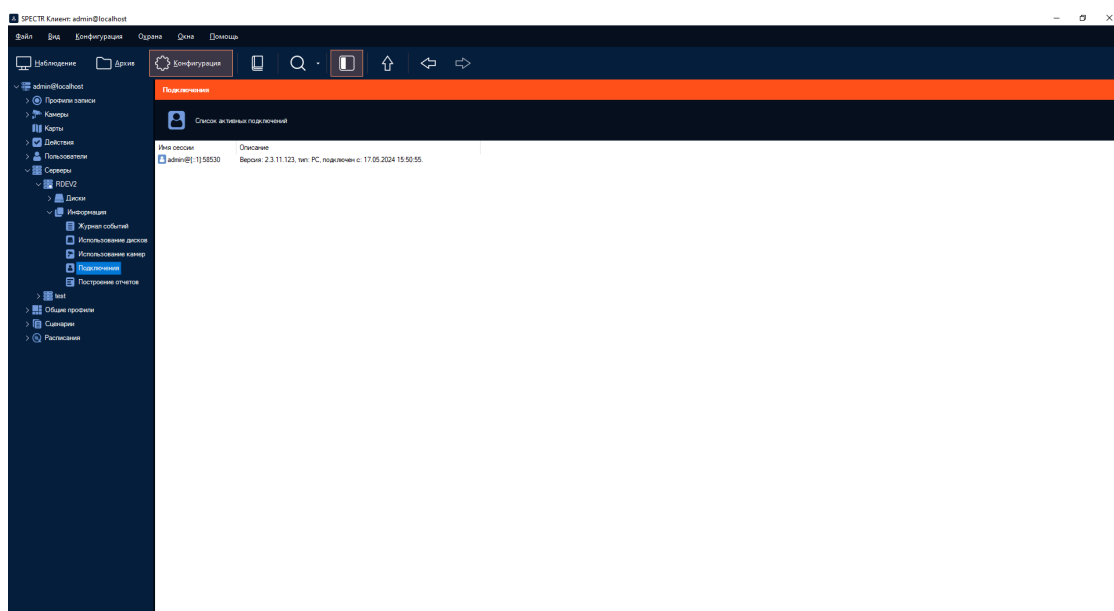 SPECTR Клиент: admin@localhost
Файл Вид Конфигурация Охрана Окна Помощь
Наблюдение Архив Конфигурация
admin@localhost
Профили записи
Камеры
Карты
Действия
Пользователи
Серверы
RDEV2
Диски
Информация
Журнал событий
Использование дисков
Использование камер
Подключения
Построение отчетов
test
Общие профили
Сценарии
Расписания
Подключения
Список активных подключений
Имя сессии Описание
admin@[::1]:58530 Версия: 2.3.11.123, тип: PC, подключен с: 17.05.2024 15:50:55.